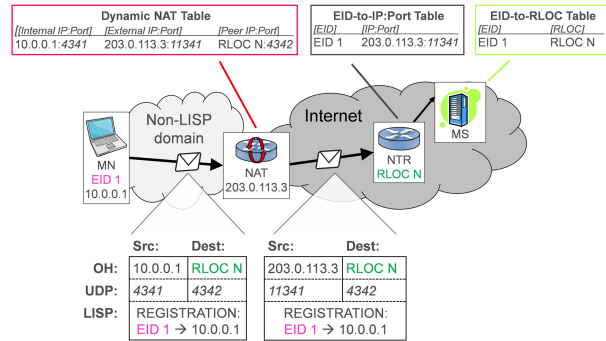 Dynamic NAT Table
[Internal IP:Port] [External IP:Port] [Peer IP:Port]
10.0.0.1:4341 203.0.113.3:11341 RLOC N:4342
EID-to-IP:Port Table
[EID] [IP:Port]
EID 1 203.0.113.3:11341
EID-to-RLOC Table
[EID] [RLOC]
EID 1 RLOC N
Non-LISP
domain
Internet
MN
EID 1
10.0.0.1
NAT
203.0.113.3
NTR
RLOC N
MS
Src: Dest: Src: Dest:
OH: 10.0.0.1 RLOC N 203.0.113.3 RLOC N
UDP: 4341 4342 11341 4342
LISP: REGISTRATION: REGISTRATION:
EID 1 → 10.0.0.1 EID 1 → 10.0.0.1